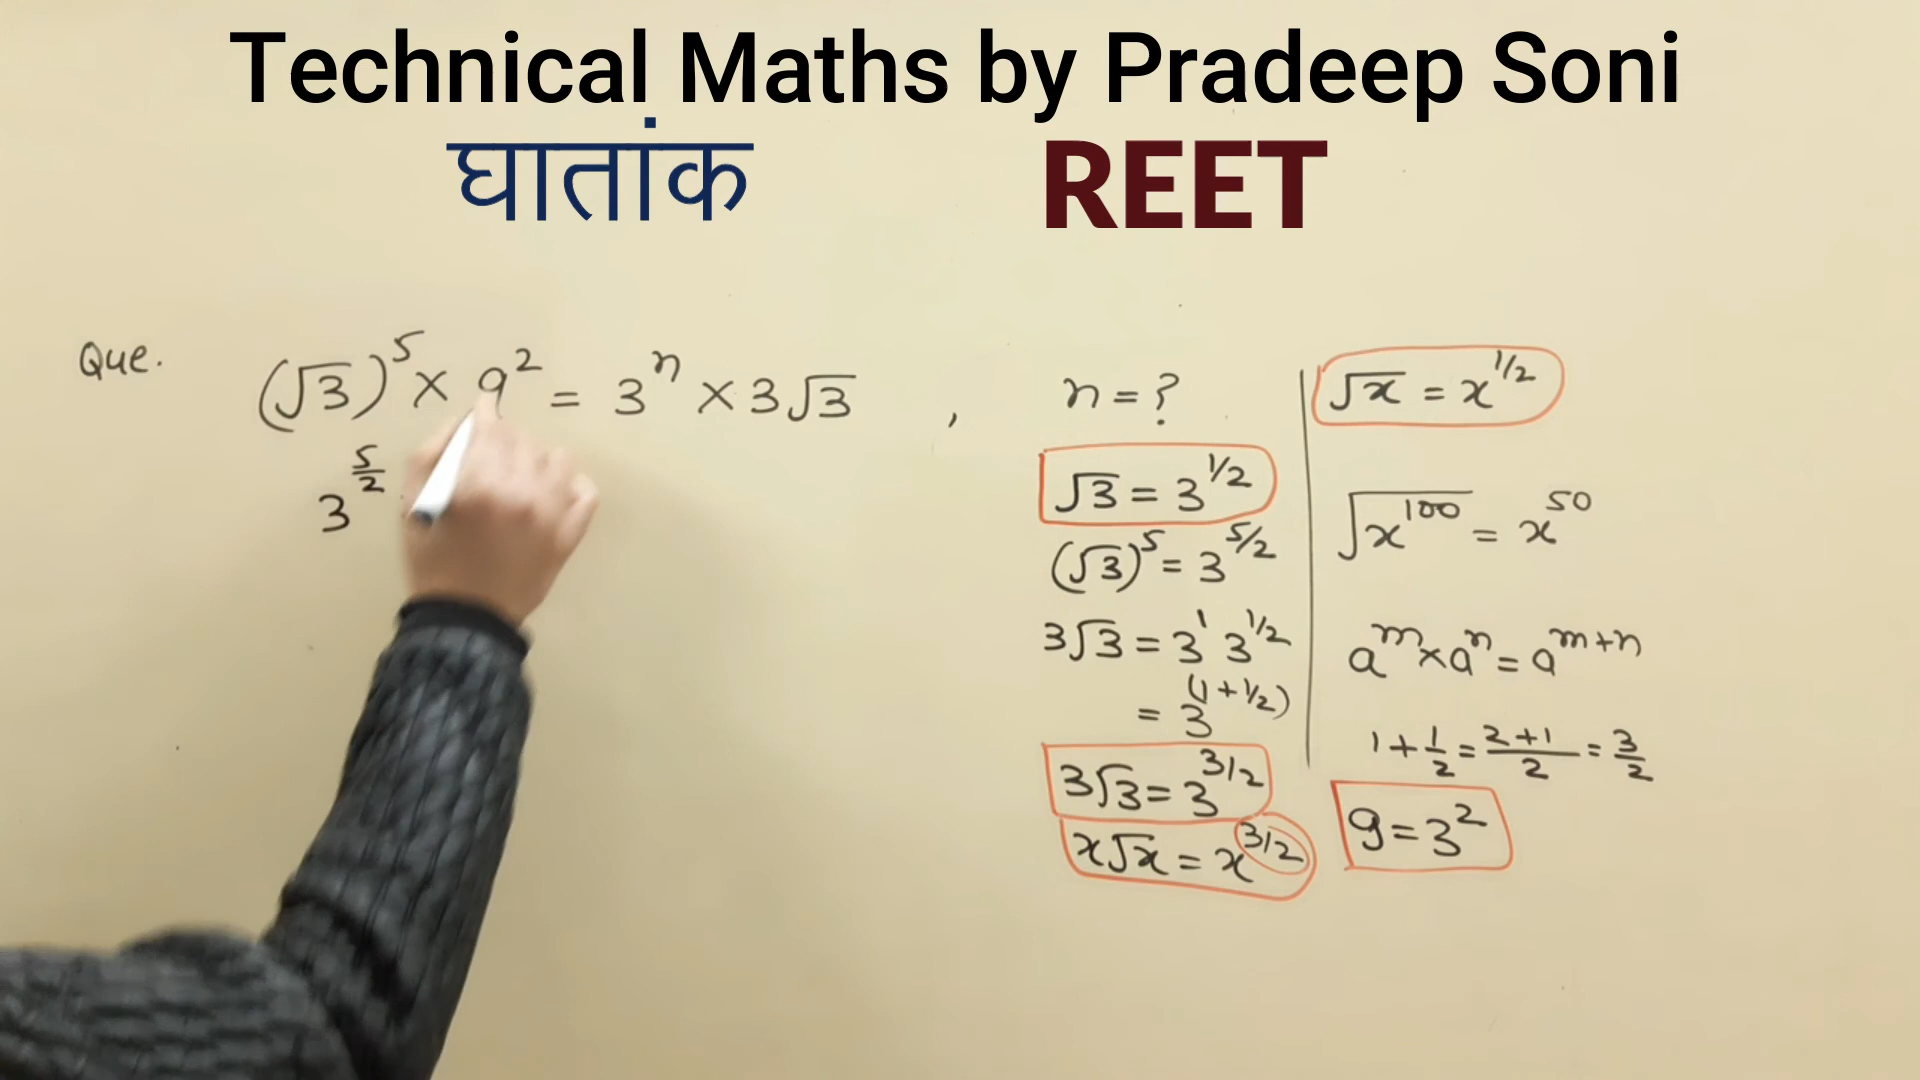 Technical Maths by Pradeep Soni
घातांक REET
Que. (√3)^5 × 9^2 = 3^n × 3√3 , n = ?
3^5/2
√3 = 3^1/2
(√3)^5 = 3^5/2
3√3 = 3^1 3^1/2
= 3^(1+1/2)
3√3 = 3^3/2
x√x = x^3/2
√x = x^1/2
√x^100 = x^50
a^m × a^n = a^m+n
1 + 1/2 = 2+1/2 = 3/2
9 = 3^2